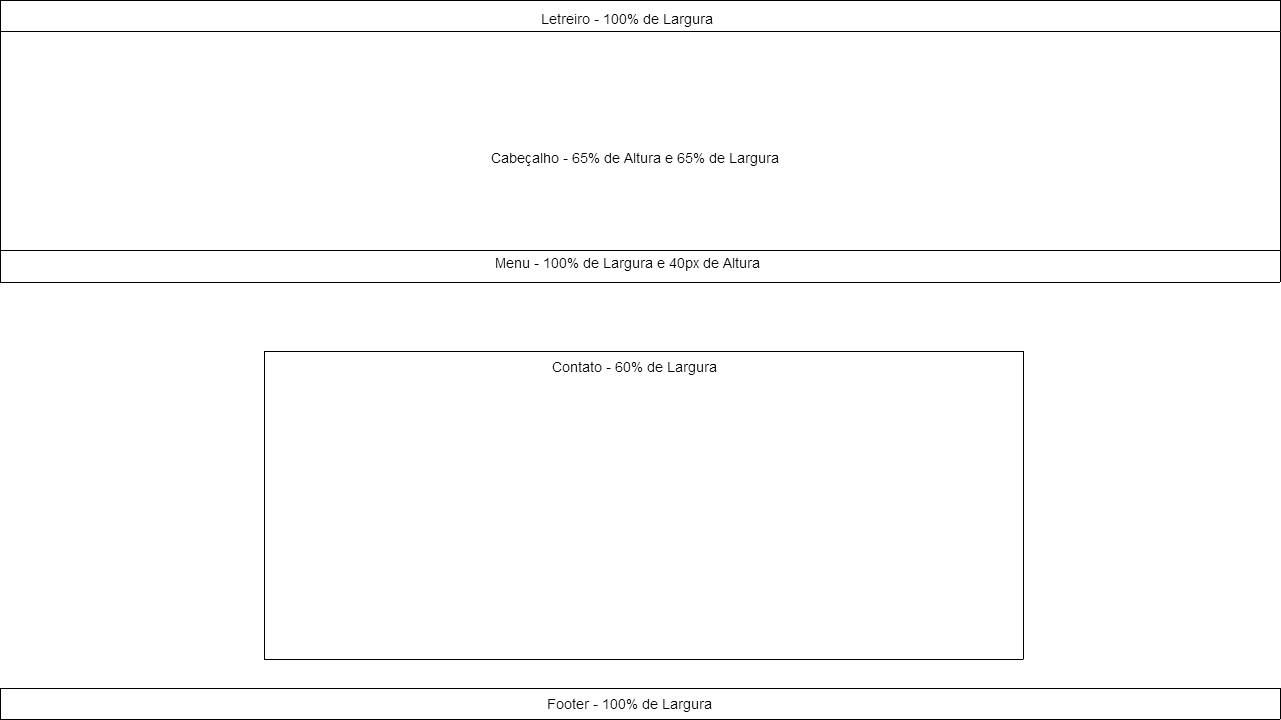 Letreiro - 100% de Largura
Cabeçalho - 65% de Altura e 65% de Largura
Menu - 100% de Largura e 40px de Altura
Contato - 60% de Largura
Footer - 100% de Largura